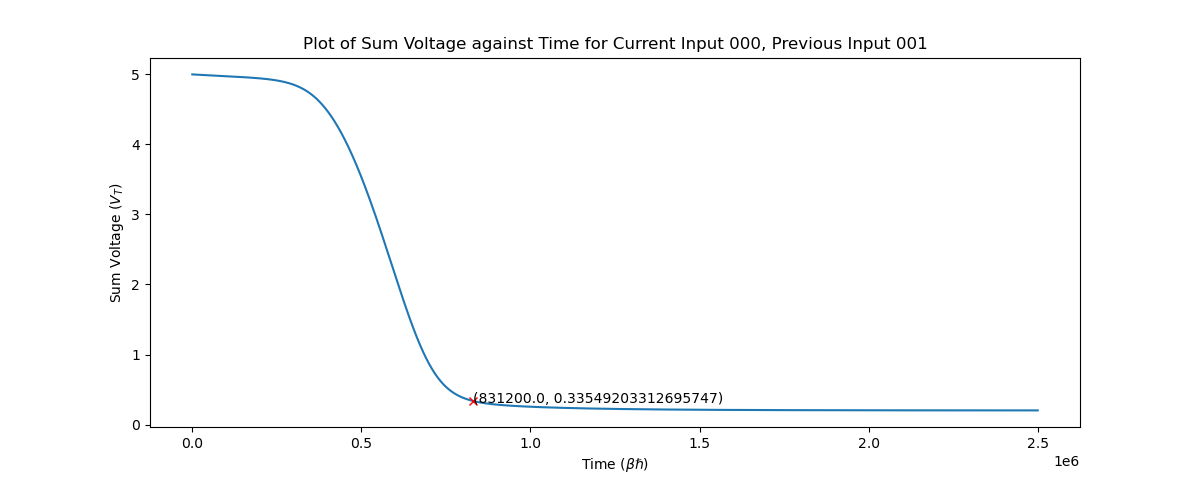 Plot of Sum Voltage against Time for Current Input 000, Previous Input 001
5
4
3
2
1
0
Sum Voltage (V_T)
(831200.0, 0.33549203312695747)
0.0 0.5 1.0 1.5 2.0 2.5
1e6
Time (βℏ)